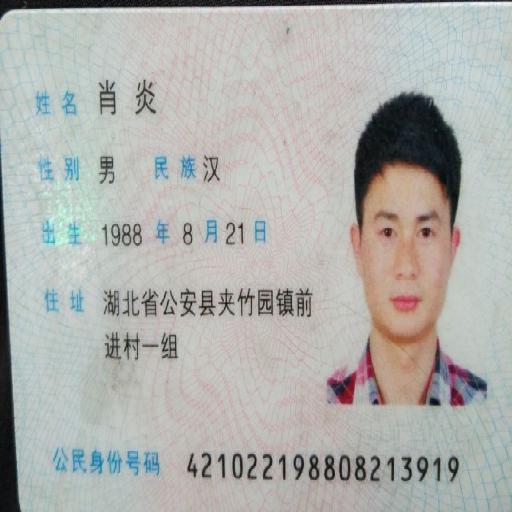 姓名 肖炎
性别 男 民族 汉
出生 1988 年 8 月 21 日
住址 湖北省公安县夹竹园镇前
进村一组
公民身份号码 421022198808213919